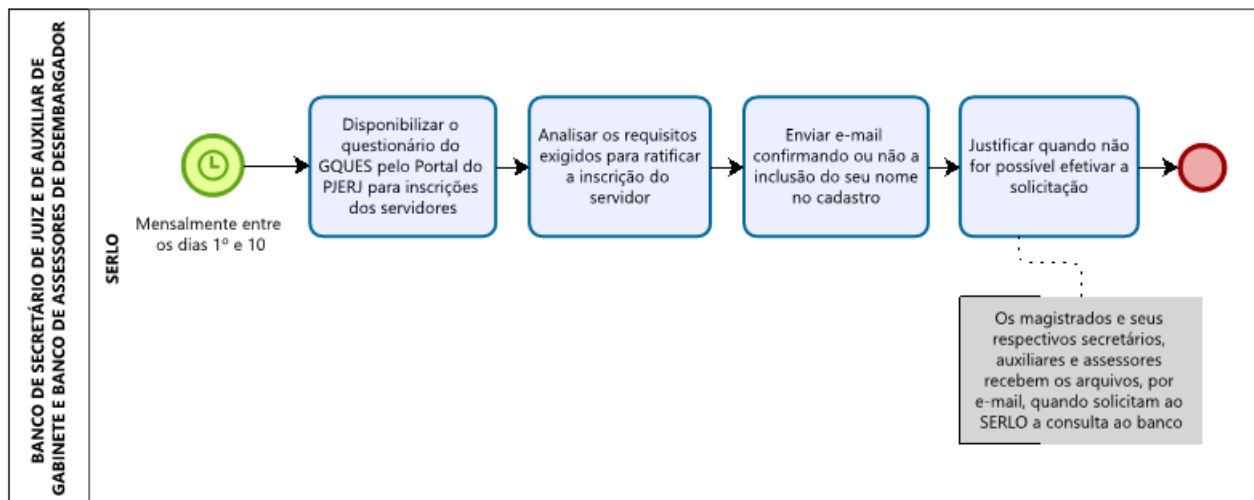 BANCO DE SECRETÁRIO DE JUIZ E DE AUXILIAR DE
GABINETE E BANCO DE ASSESSORES DE DESEMBARGADOR
SERLO
Mensalmente entre
os dias 1º e 10
Disponibilizar o
questionário do
GQUES pelo Portal do
PJERJ para inscrições
dos servidores
Analisar os requisitos
exigidos para ratificar
a inscrição do
servidor
Enviar e-mail
confirmando ou não a
inclusão do seu nome
no cadastro
Justificar quando não
for possível efetivar a
solicitação
Os magistrados e seus
respectivos secretários,
auxiliares e assessores
recebem os arquivos, por
e-mail, quando solicitam ao
SERLO a consulta ao banco